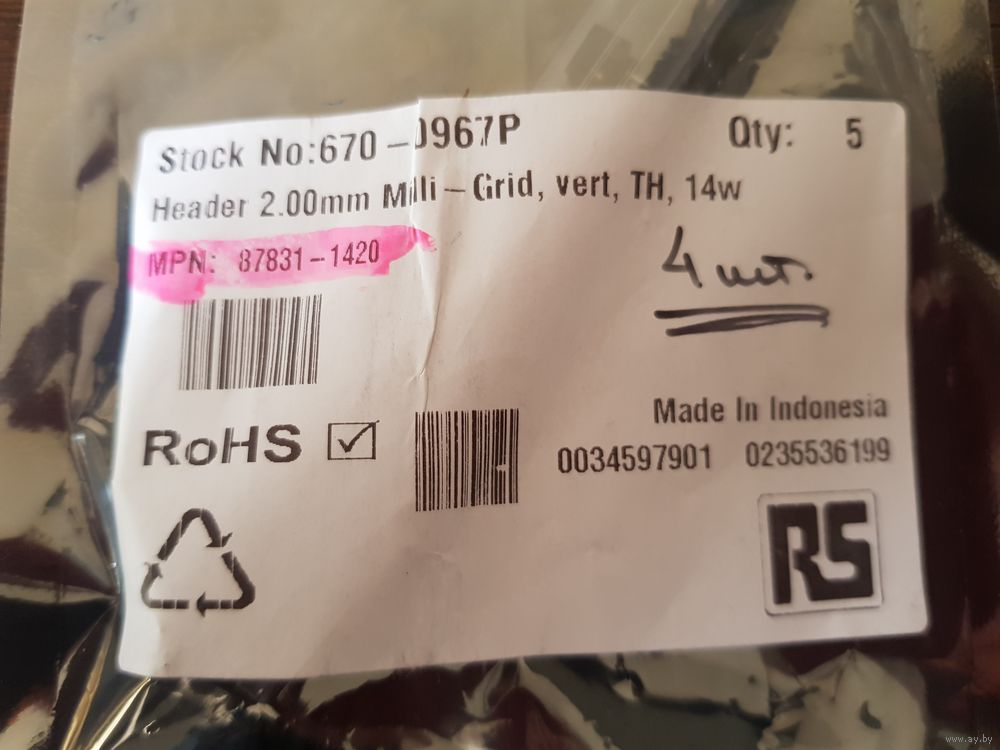 Stock No:670-0967P Qty: 5
Header 2.00mm Milli-Grid, vert, TH, 14w
MPN: 87831-1420
4 шт.
RoHS
Made In Indonesia
0034597901 0235536199
RS
www.ay.by